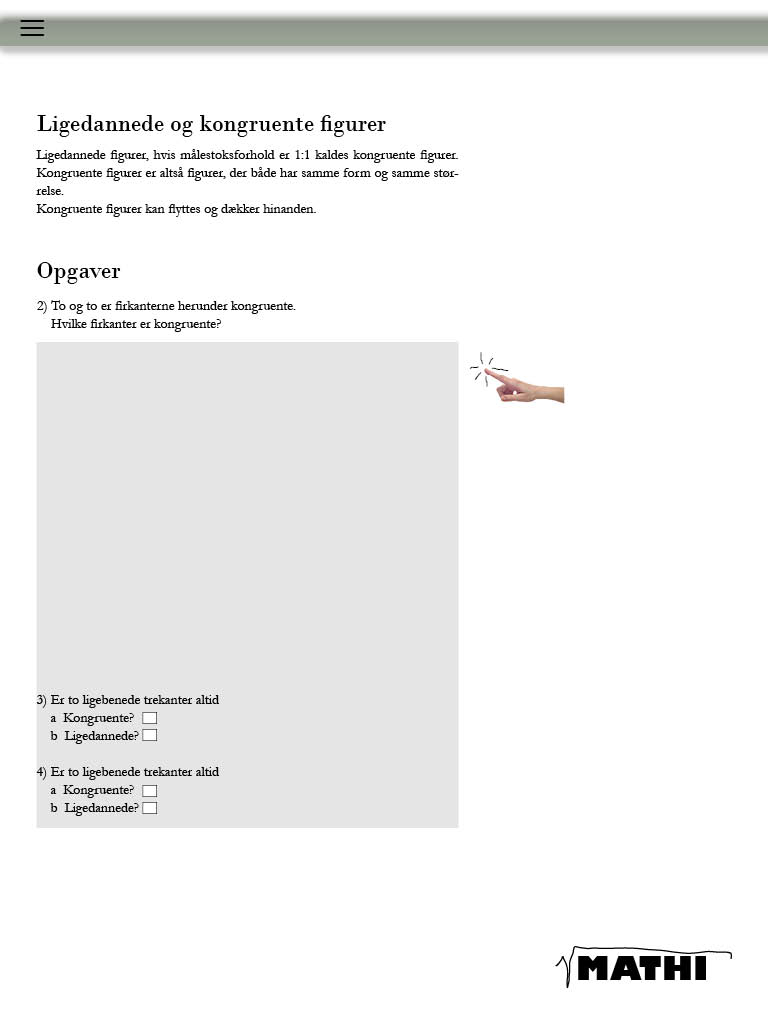 Ligedannede og kongruente figurer
Ligedannede figurer, hvis målestoksforhold er 1:1 kaldes kongruente figurer.
Kongruente figurer er altså figurer, der både har samme form og samme stør-
relse.
Kongruente figurer kan flyttes og dækker hinanden.
Opgaver
2) To og to er firkanterne herunder kongruente.
Hvilke firkanter er kongruente?
3) Er to ligebenede trekanter altid
a Kongruente?
b Ligedannede?
4) Er to ligebenede trekanter altid
a Kongruente?
b Ligedannede?
MATHI